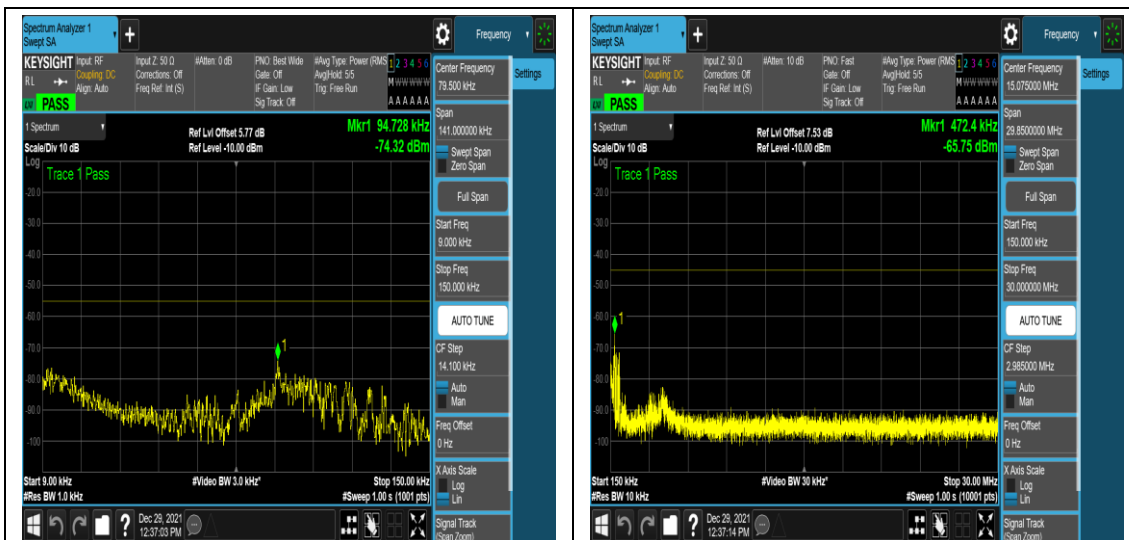 Spectrum Analyzer 1
Swept SA
+
Frequency
KEYSIGHT
RL
Input: RF
Coupling: DC
Align: Auto
Input Z: 50 Ω
Corrections: Off
Freq Ref: Int (S)
#Atten: 0 dB
PNO: Best Wide
Gate: Off
IF Gain: Low
Sig Track: Off
#Avg Type: Power (RMS
Avg|Hold: 5/5
Trig: Free Run
1 2 3 4 5 6
M W W W W W
A A A A A A
PASS
1 Spectrum
Scale/Div 10 dB
Ref Lvl Offset 5.77 dB
Ref Level -10.00 dBm
Mkr1 94.728 kHz
-74.32 dBm
Log
Trace 1 Pass
-20.0
-30.0
-40.0
-50.0
-60.0
-70.0
-80.0
-90.0
-100
1
Start 9.00 kHz
#Res BW 1.0 kHz
#Video BW 3.0 kHz*
Stop 150.00 kHz
#Sweep 1.00 s (1001 pts)
Dec 29, 2021
12:37:03 PM
Center Frequency
79.500 kHz
Span
141.000000 kHz
Swept Span
Zero Span
Full Span
Start Freq
9.000 kHz
Stop Freq
150.000 kHz
AUTO TUNE
CF Step
14.100 kHz
Auto
Man
Freq Offset
0 Hz
X Axis Scale
Log
Lin
Signal Track
(Span Zoom)
Settings
Spectrum Analyzer 1
Swept SA
+
Frequency
KEYSIGHT
RL
Input: RF
Coupling: DC
Align: Auto
Input Z: 50 Ω
Corrections: Off
Freq Ref: Int (S)
#Atten: 10 dB
PNO: Fast
Gate: Off
IF Gain: Low
Sig Track: Off
#Avg Type: Power (RMS
Avg|Hold: 5/5
Trig: Free Run
1 2 3 4 5 6
M W W W W W
A A A A A A
PASS
1 Spectrum
Scale/Div 10 dB
Ref Lvl Offset 7.53 dB
Ref Level -10.00 dBm
Mkr1 472.4 kHz
-65.75 dBm
Log
Trace 1 Pass
-20.0
-30.0
-40.0
-50.0
-60.0
-70.0
-80.0
-90.0
-100
1
Start 150 kHz
#Res BW 10 kHz
#Video BW 30 kHz*
Stop 30.00 MHz
#Sweep 1.00 s (10001 pts)
Dec 29, 2021
12:37:14 PM
Center Frequency
15.075000 MHz
Span
29.8500000 MHz
Swept Span
Zero Span
Full Span
Start Freq
150.000 kHz
Stop Freq
30.000000 MHz
AUTO TUNE
CF Step
2.985000 MHz
Auto
Man
Freq Offset
0 Hz
X Axis Scale
Log
Lin
Signal Track
(Span Zoom)
Settings